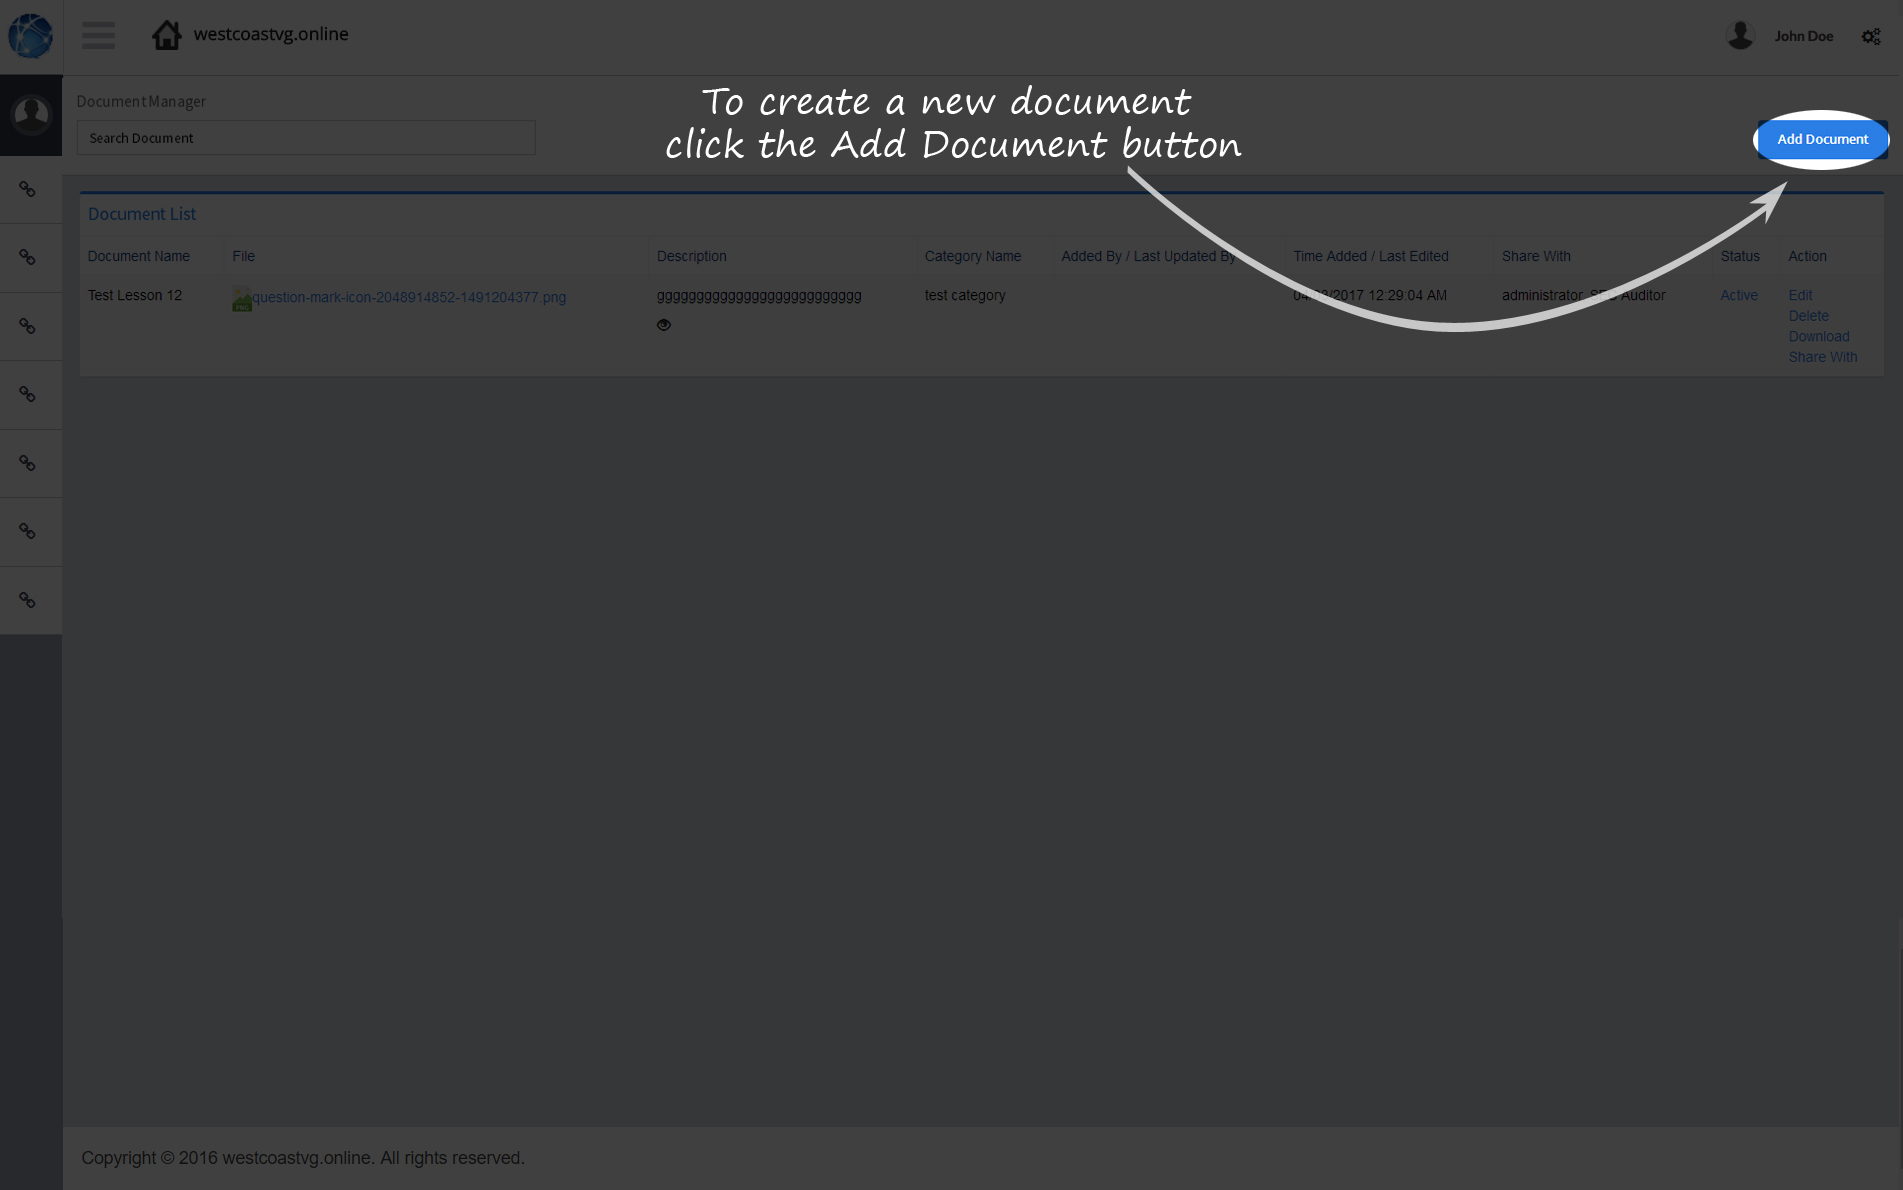 westcoastvg.online
John Doe
Document Manager
To create a new document
click the Add Document button
Search Document
Add Document
Document List
Document Name File Description Category Name Added By / Last Updated By Time Added / Last Edited Share With Status Action
Test Lesson 12 question-mark-icon-2048914852-1491204377.png gggggggggggggggggggggggggg test category 2017 12:29:04 AM administrator, Auditor Active Edit
Delete
Download
Share With
Copyright © 2016 westcoastvg.online. All rights reserved.